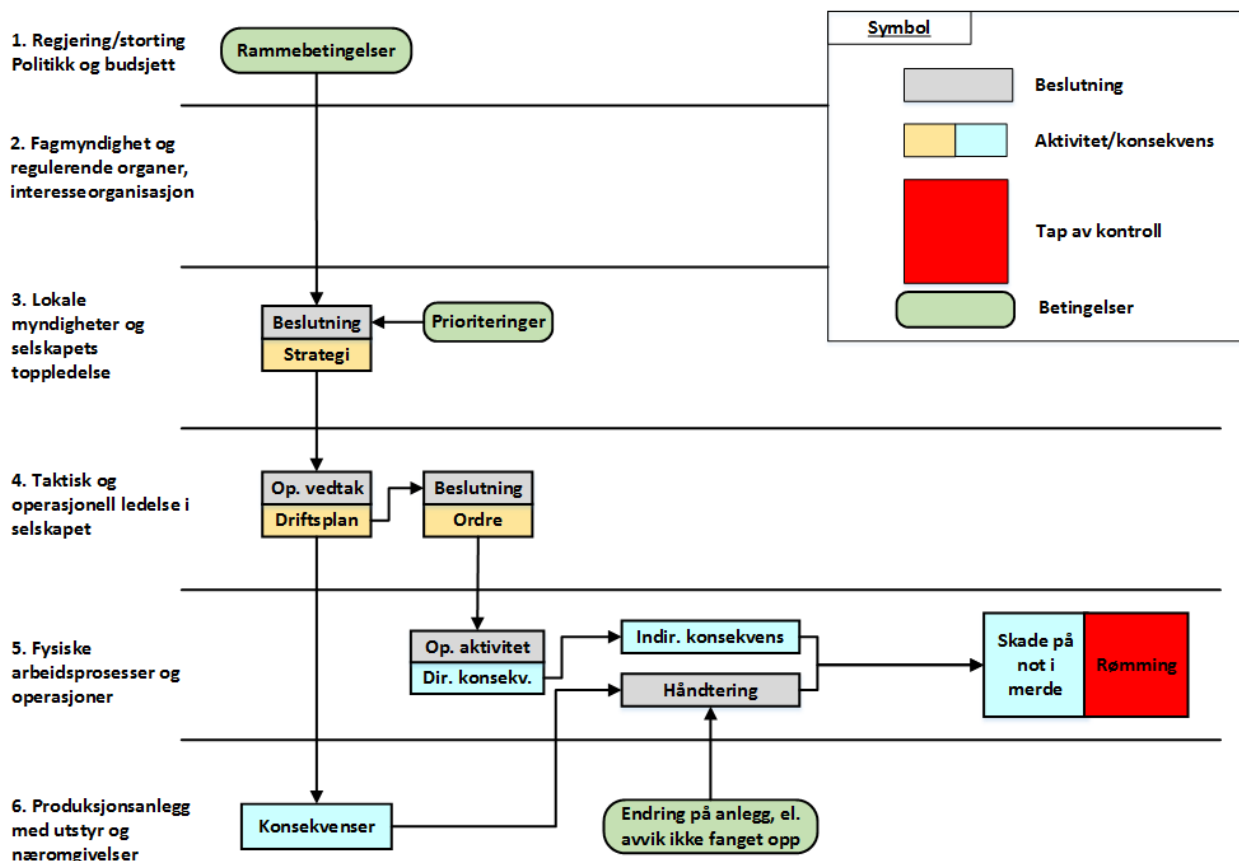 1. Regjering/storting
Politikk og budsjett
Rammebetingelser
Symbol
Beslutning
Aktivitet/konsekvens
Tap av kontroll
Betingelser
2. Fagmyndighet og
regulerende organer,
interesseorganisasjon
3. Lokale
myndigheter og
selskapets
toppledelse
Beslutning
Strategi
Prioriteringer
4. Taktisk og
operasjonell ledelse i
selskapet
Op. vedtak
Driftsplan
Beslutning
Ordre
5. Fysiske
arbeidsprosesser og
operasjoner
Op. aktivitet
Dir. konsekv.
Indir. konsekvens
Håndtering
Skade på
not i
merde
Rømming
6. Produksjonsanlegg
med utstyr og
næromgivelser
Konsekvenser
Endring på anlegg, el.
avvik ikke fanget opp